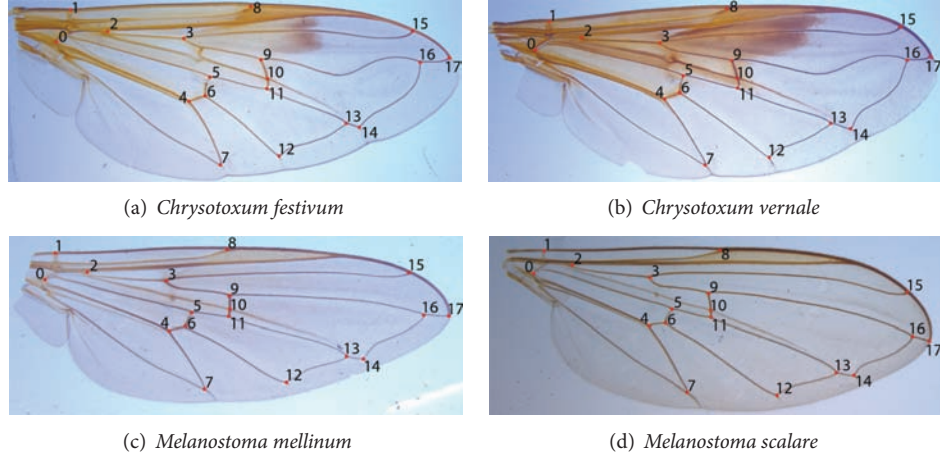 1 8 15
0 2 3 9 16
5 10 17
4 6 11
13 14
7 12
1 8 15
0 2 3 9 16
5 10 17
4 6 11
13 14
7 12
(a) Chrysotoxum festivum
(b) Chrysotoxum vernale
1 8
0 2 3 15
9
5 10 16 17
4 6 11
13 14
7 12
1 8
0 2 3
9 15
5 10 16
4 6 11 17
13 14
7 12
(c) Melanostoma mellinum
(d) Melanostoma scalare